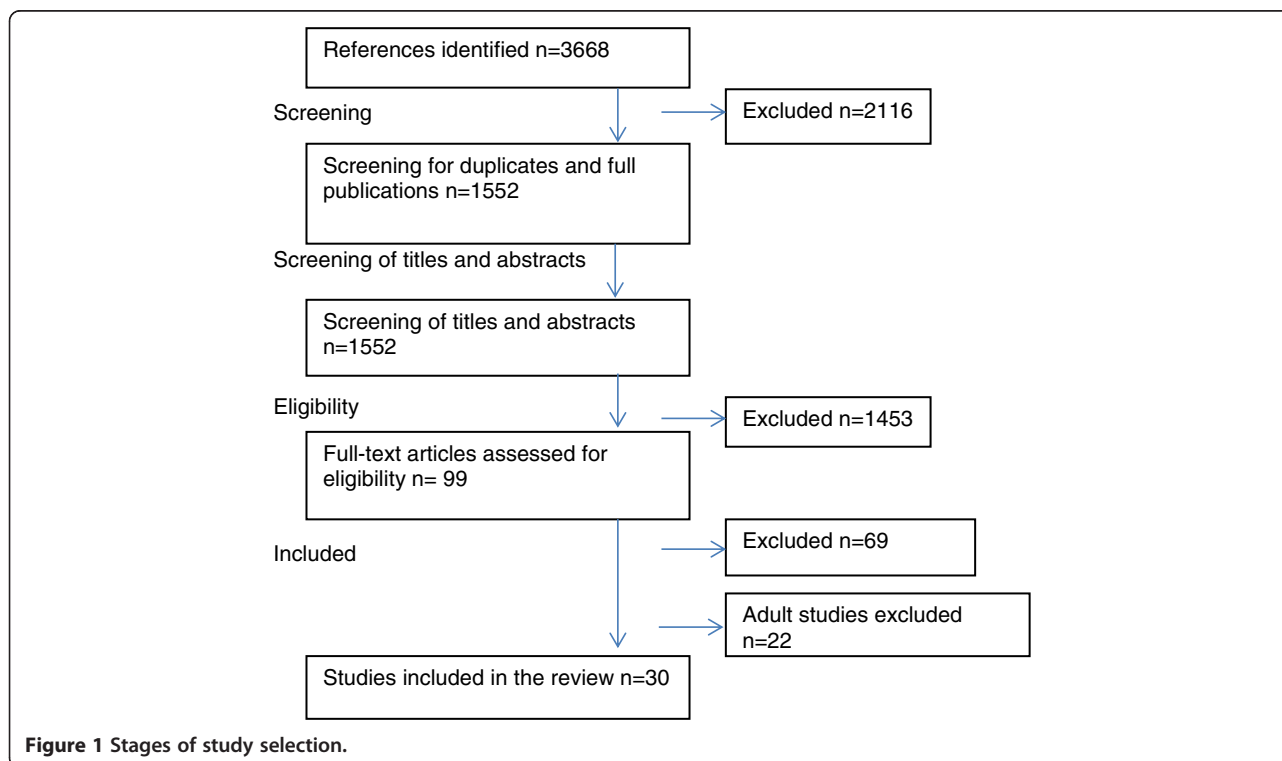 References identified n=3668
Screening
Excluded n=2116
Screening for duplicates and full
publications n=1552
Screening of titles and abstracts
Screening of titles and abstracts
n=1552
Eligibility
Excluded n=1453
Full-text articles assessed for
eligibility n= 99
Included
Excluded n=69
Adult studies excluded
n=22
Studies included in the review n=30
Figure 1 Stages of study selection.